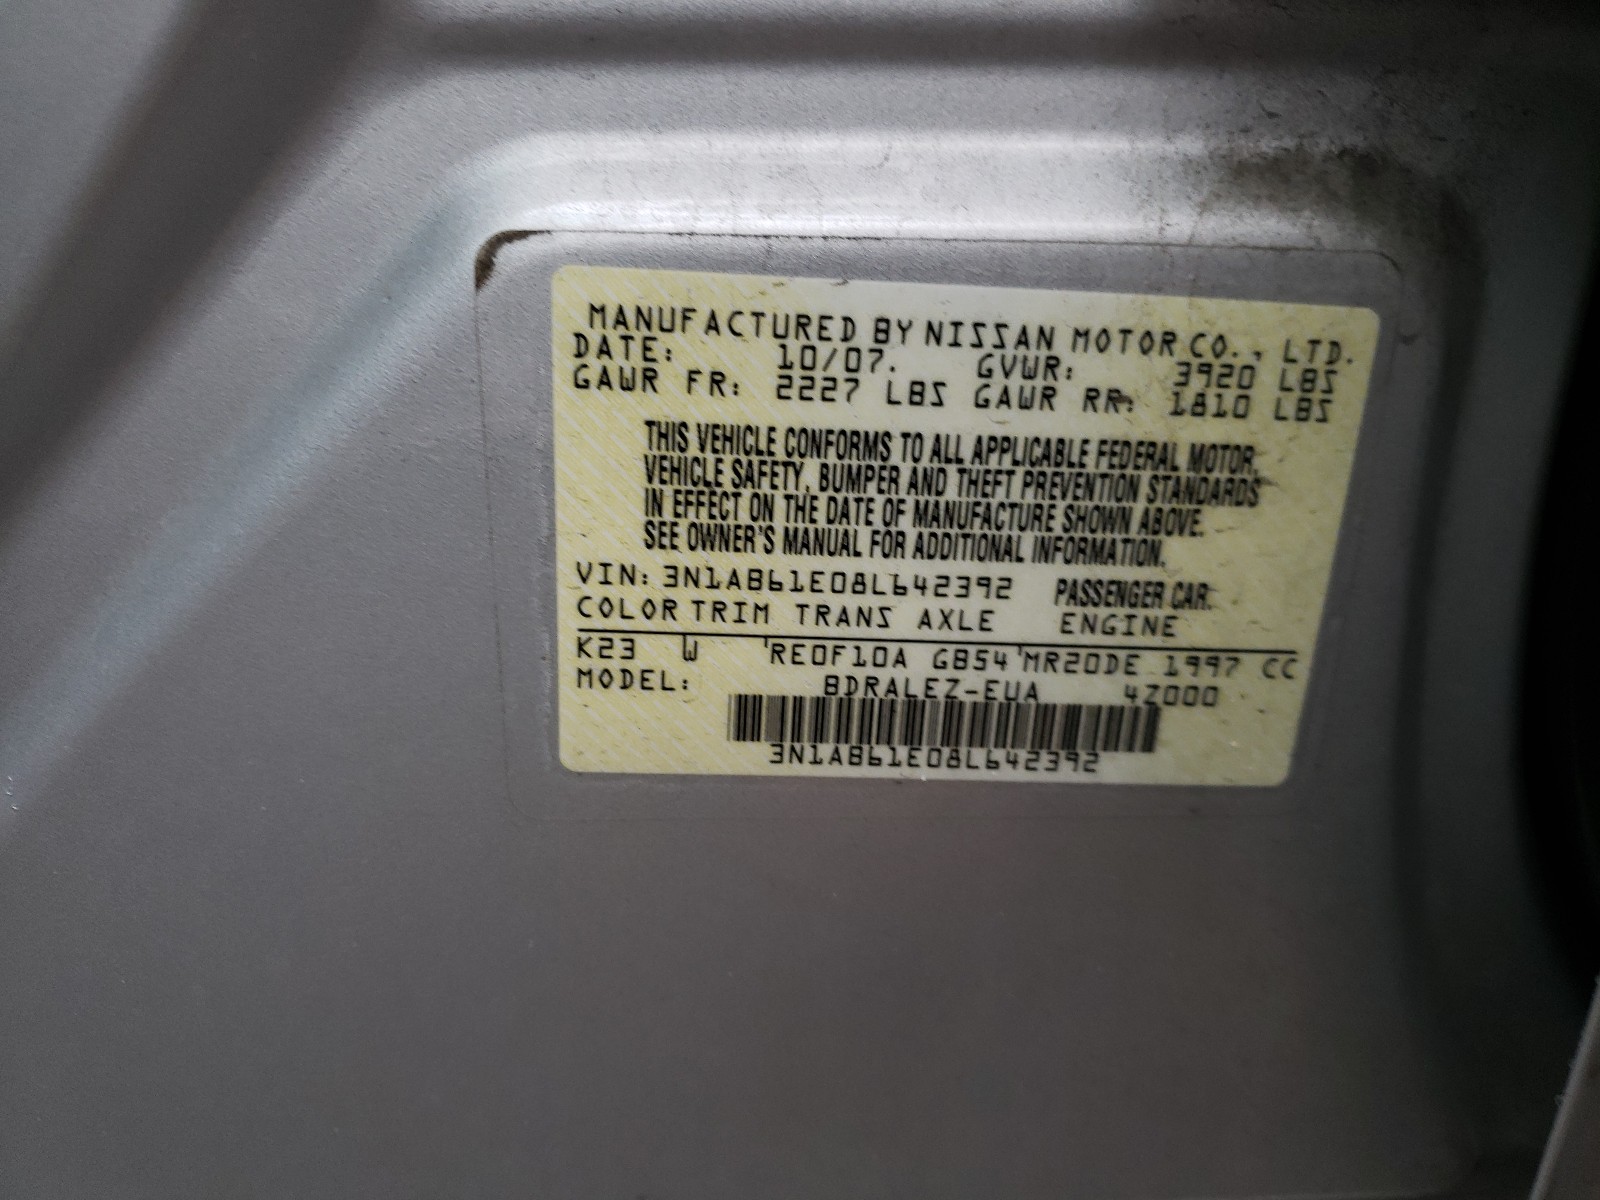 MANUFACTURED BY NISSAN MOTOR CO., LTD.
DATE: 10/07. GVWR: 3920 LBS
GAWR FR: 2227 LBS GAWR RR: 1810 LBS
THIS VEHICLE CONFORMS TO ALL APPLICABLE FEDERAL MOTOR
VEHICLE SAFETY, BUMPER AND THEFT PREVENTION STANDARDS
IN EFFECT ON THE DATE OF MANUFACTURE SHOWN ABOVE.
SEE OWNER'S MANUAL FOR ADDITIONAL INFORMATION.
VIN: 3N1AB61E08L642392 PASSENGER CAR
COLOR TRIM TRANS AXLE ENGINE
K23 W RE0F10A GB54 MR20DE 1997 CC
MODEL: BDRALEZ-EUA 4Z000
3N1AB61E08L642392